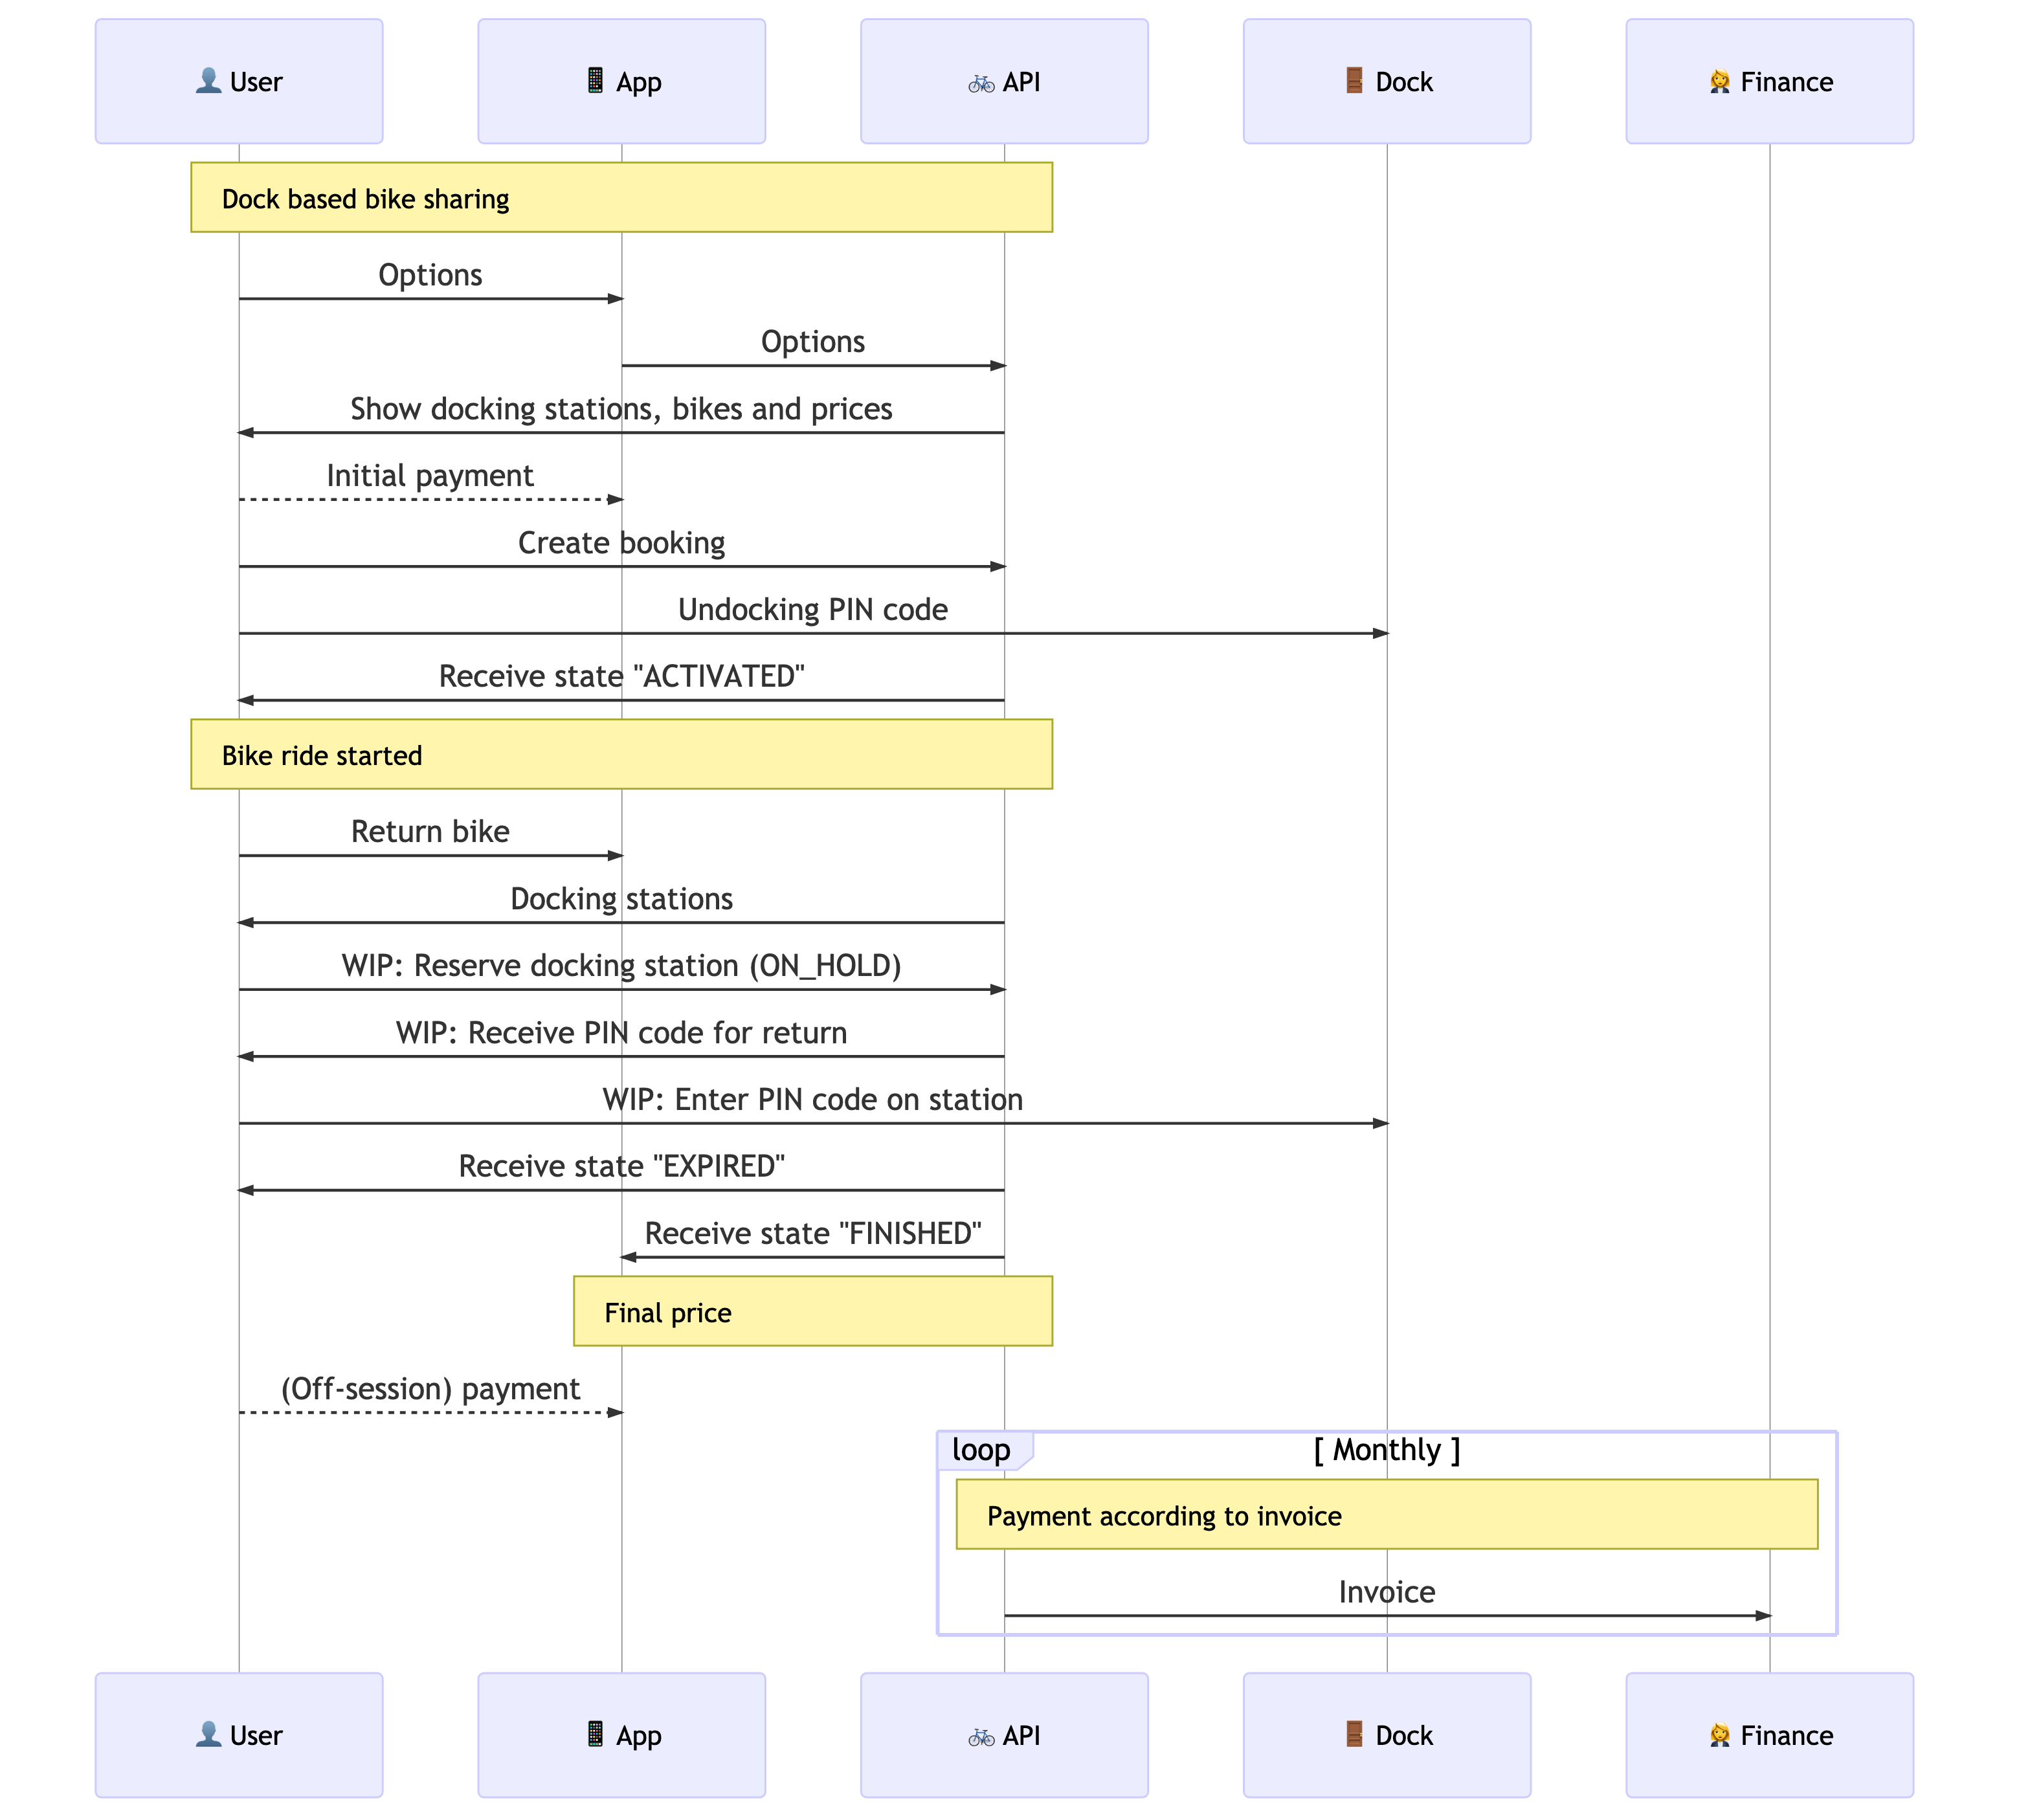 User
App
API
Dock
Finance
Dock based bike sharing
Options
Options
Show docking stations, bikes and prices
Initial payment
Create booking
Undocking PIN code
Receive state "ACTIVATED"
Bike ride started
Return bike
Docking stations
WIP: Reserve docking station (ON_HOLD)
WIP: Receive PIN code for return
WIP: Enter PIN code on station
Receive state "EXPIRED"
Receive state "FINISHED"
Final price
(Off-session) payment
loop
[ Monthly ]
Payment according to invoice
Invoice
User
App
API
Dock
Finance